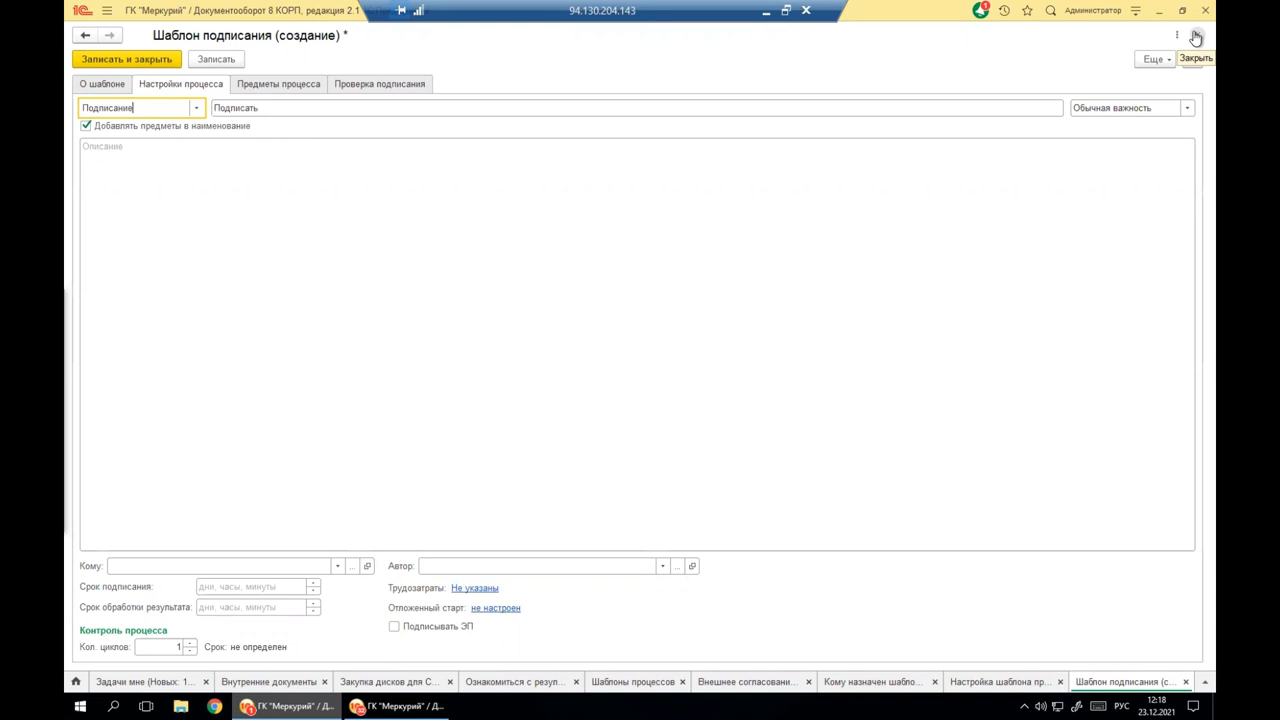 ГК "Меркурий" / Документооборот 8 КОРП, редакция 2.1
94.130.204.143
1
Администратор
Шаблон подписания (создание) *
Записать и закрыть
Записать
Еще
Закрыть
О шаблоне
Настройки процесса
Предметы процесса
Проверка подписания
Подписание
Подписать
Обычная важность
Добавлять предметы в наименование
Описание
Кому:
Автор:
Срок подписания:
дни, часы, минуты
Трудозатраты: Не указаны
Срок обработки результата:
дни, часы, минуты
Отложенный старт: не настроен
Контроль процесса
Подписывать ЭП
Кол. циклов:
1
Срок: не определен
Задачи мне (Новых: 1...
Внутренние документы
Закупка дисков для С...
Ознакомиться с резул...
Шаблоны процессов
Внешнее согласовани...
Кому назначен шабло...
Настройка шаблона пр...
Шаблон подписания (с...
ГК "Меркурий" / Д...
ГК "Меркурий" / Д...
РУС
12:18
23.12.2021